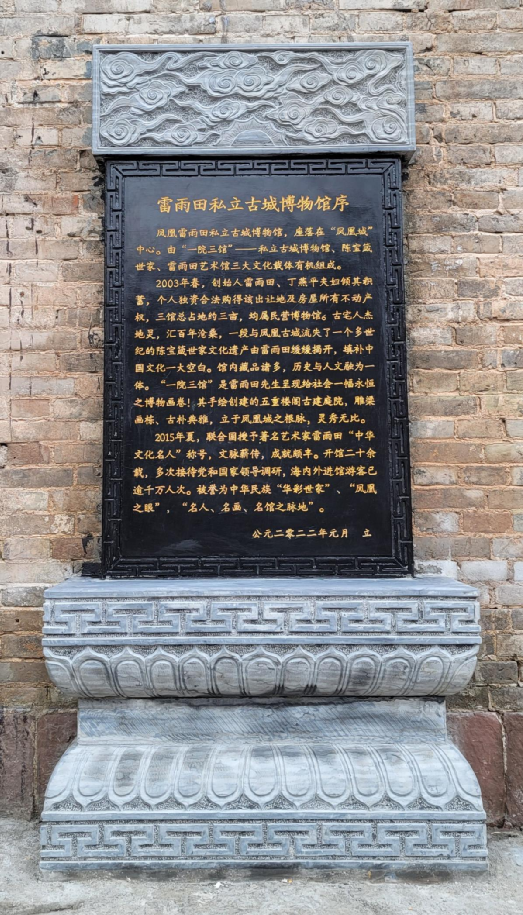 雷雨田私立古城博物馆序
凤凰雷雨田私立古城博物馆，座落在“凤凰城”
中心。由“一院三馆”——私立古城博物馆、陈宝箴
世家、雷雨田艺术馆三大文化载体有机组成。
2003年春，创始人雷雨田、丁燕平夫妇倾其积
蓄，个人独资合法购得该出让地及房屋所有不动产
权，三馆总占地约三亩，均属民营博物馆。古宅人杰
地灵，汇百年沧桑，一段与凤凰古城流失了一个多世
纪的陈宝箴世家文化遗产由雷雨田缓缓揭开，填补中
国文化一大空白。馆内藏品诸多，历史与人文融为一
体。“一院三馆”是雷雨田先生呈现给社会一幅永恒
之博物画卷！其手绘创建的五重楼阁古建庭院，雕梁
画栋、古朴典雅，立于凤凰城之根脉，灵秀无比。
2015年夏，联合国授予著名艺术家雷雨田“中华
文化名人”称号，文脉薪传，成就颇丰。开馆二十余
载，多次接待党和国家领导调研，海内外进馆游客已
逾千万人次。被誉为中华民族“华彩世家”、“凤凰
之眼”，“名人、名画、名馆之脉地”。
公元二零二二年元月 立